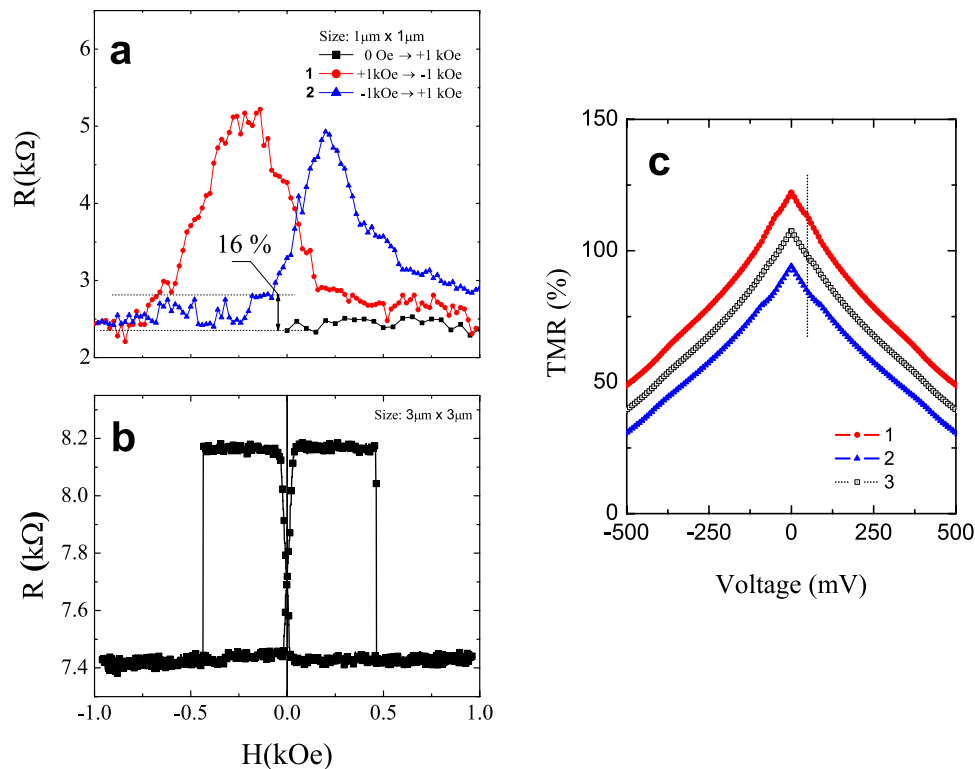 a
Size: 1μm x 1μm
0 Oe → +1 kOe
1 +1kOe → -1 kOe
2 -1kOe → +1 kOe
6
5
4
3
2
R(kΩ)
16 %
b
Size: 3μm x 3μm
8.2
8.0
7.8
7.6
7.4
R (kΩ)
-1.0 -0.5 0.0 0.5 1.0
H(kOe)
c
150
100
50
0
TMR (%)
1
2
3
-500 -250 0 250 500
Voltage (mV)